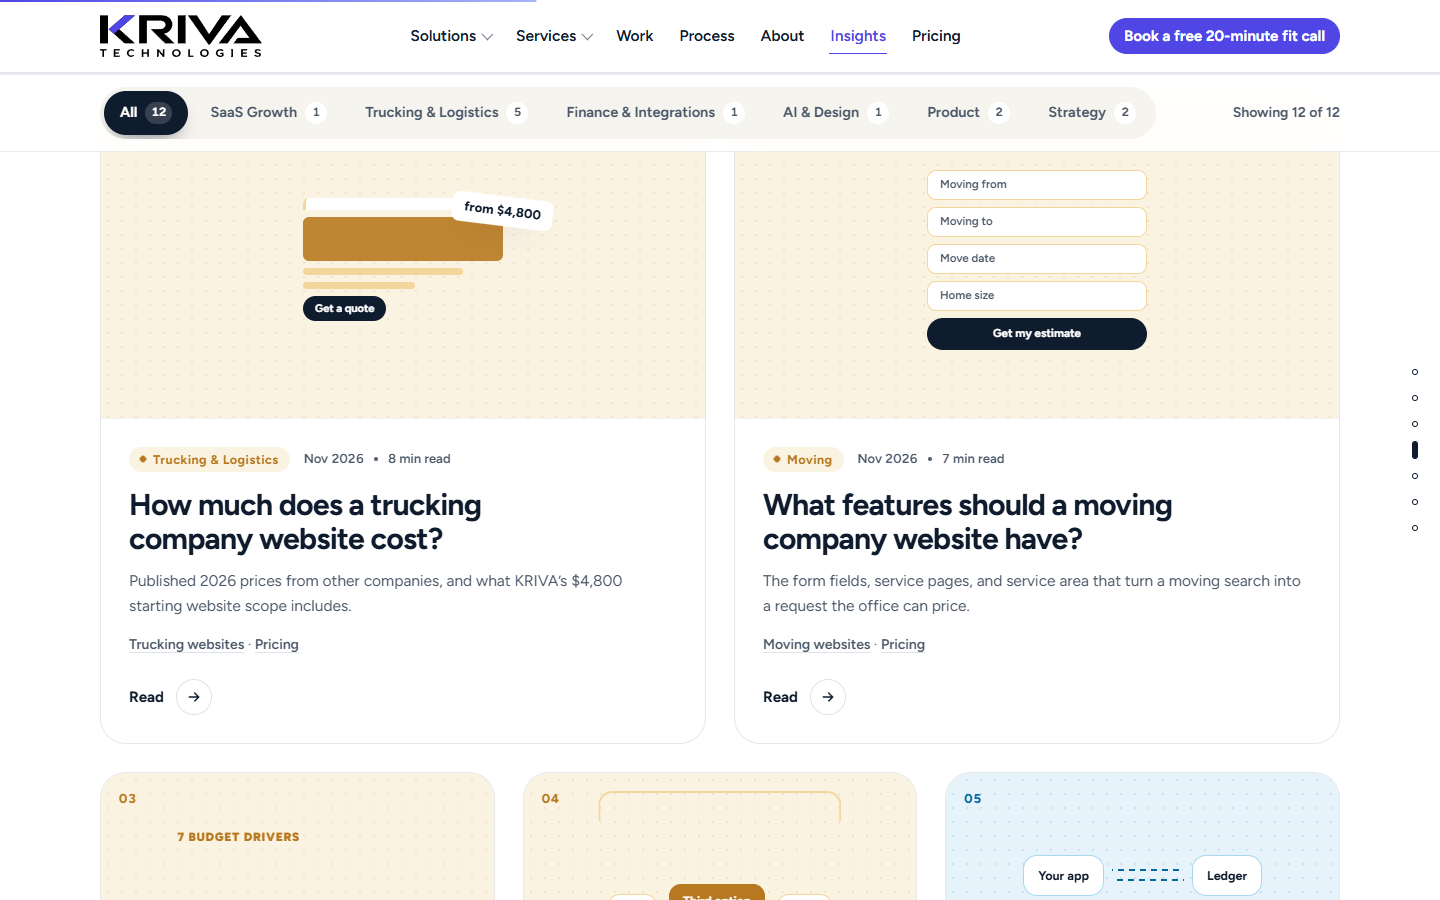 KRIVA
TECHNOLOGIES
Solutions Services Work Process About Insights Pricing
Book a free 20-minute fit call
All 12 SaaS Growth 1 Trucking & Logistics 5 Finance & Integrations 1 AI & Design 1 Product 2 Strategy 2
Showing 12 of 12
from $4,800
Get a quote
Moving from
Moving to
Move date
Home size
Get my estimate
Trucking & Logistics Nov 2026 • 8 min read
How much does a trucking
company website cost?
Published 2026 prices from other companies, and what KRIVA's $4,800
starting website scope includes.
Trucking websites · Pricing
Read
Moving Nov 2026 • 7 min read
What features should a moving
company website have?
The form fields, service pages, and service area that turn a moving search into
a request the office can price.
Moving websites · Pricing
Read
03
7 BUDGET DRIVERS
04
Third option
05
Your app
Ledger